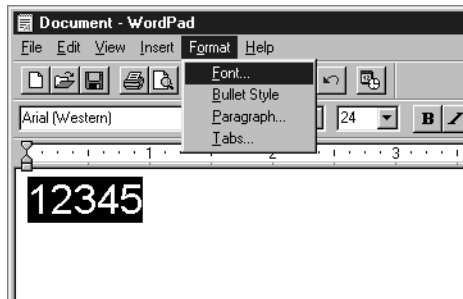 Document - WordPad
File Edit View Insert Format Help
Font...
Bullet Style
Arial (Western) Paragraph... 24 B I
Tabs...
1 2 3
12345